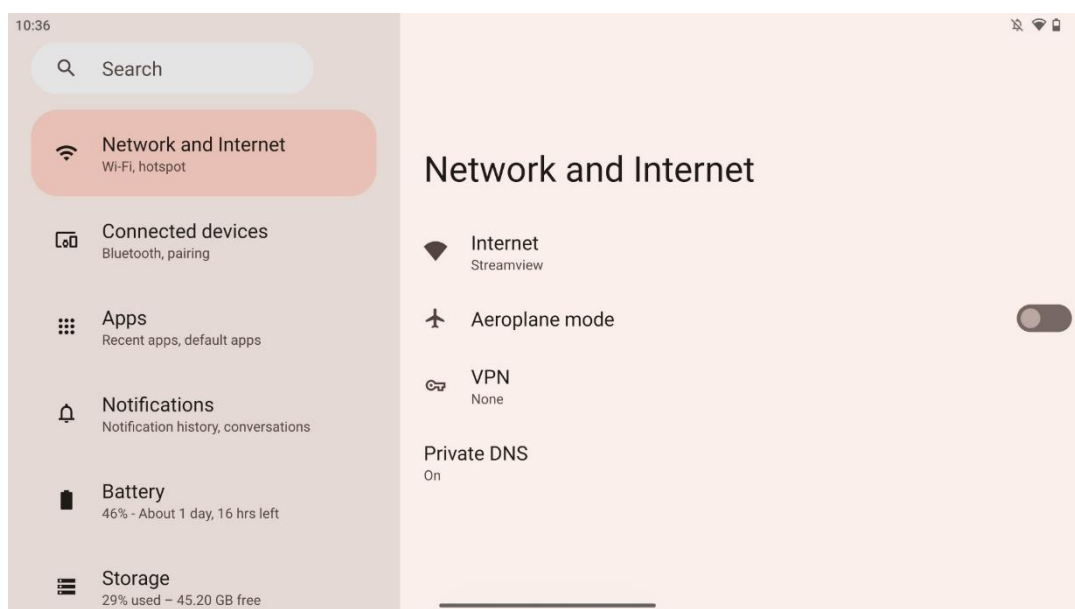 10:36
Search
Network and Internet
Wi-Fi, hotspot
Connected devices
Bluetooth, pairing
Apps
Recent apps, default apps
Notifications
Notification history, conversations
Battery
46% - About 1 day, 16 hrs left
Storage
29% used – 45.20 GB free
Network and Internet
Internet
Streamview
Aeroplane mode
VPN
None
Private DNS
On